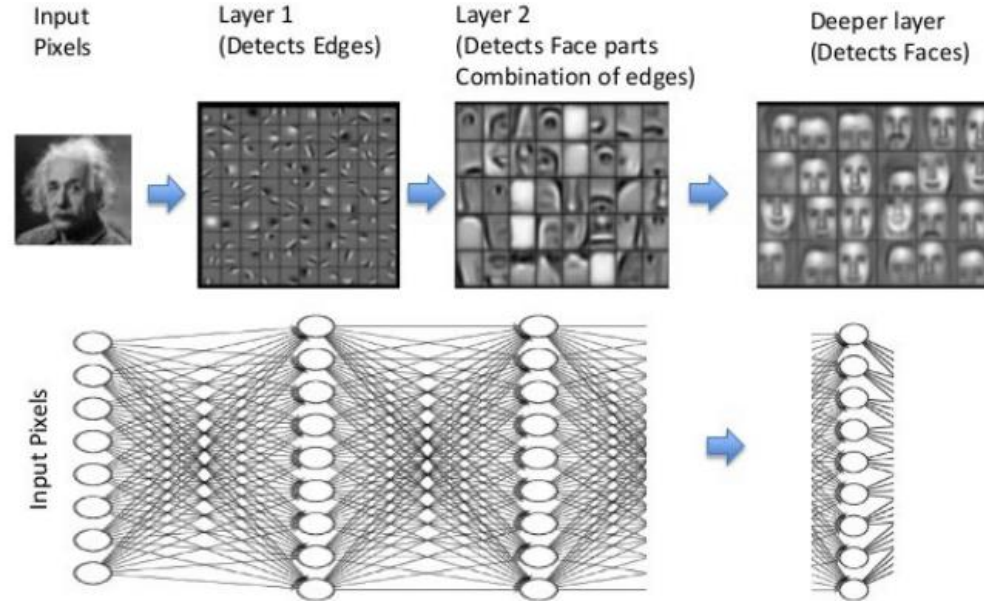 Input
Pixels
Layer 1
(Detects Edges)
Layer 2
(Detects Face parts
Combination of edges)
Deeper layer
(Detects Faces)
Input Pixels